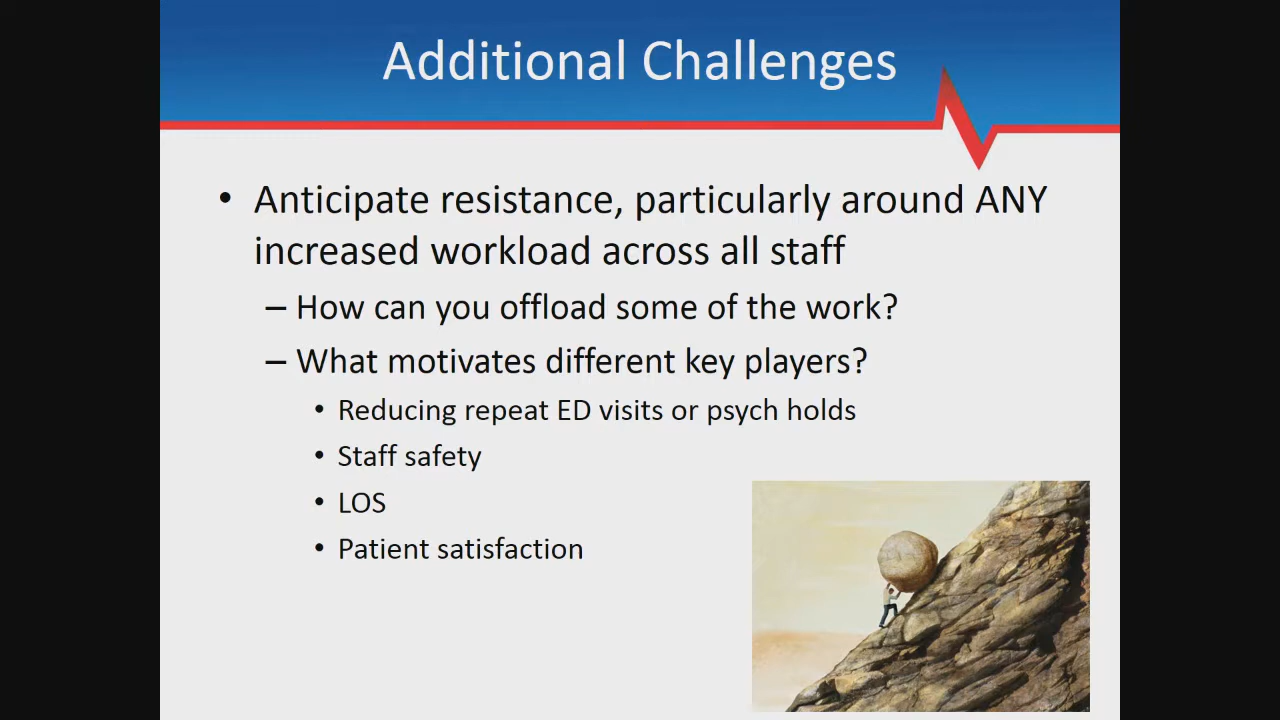 Additional Challenges
• Anticipate resistance, particularly around ANY
increased workload across all staff
– How can you offload some of the work?
– What motivates different key players?
• Reducing repeat ED visits or psych holds
• Staff safety
• LOS
• Patient satisfaction